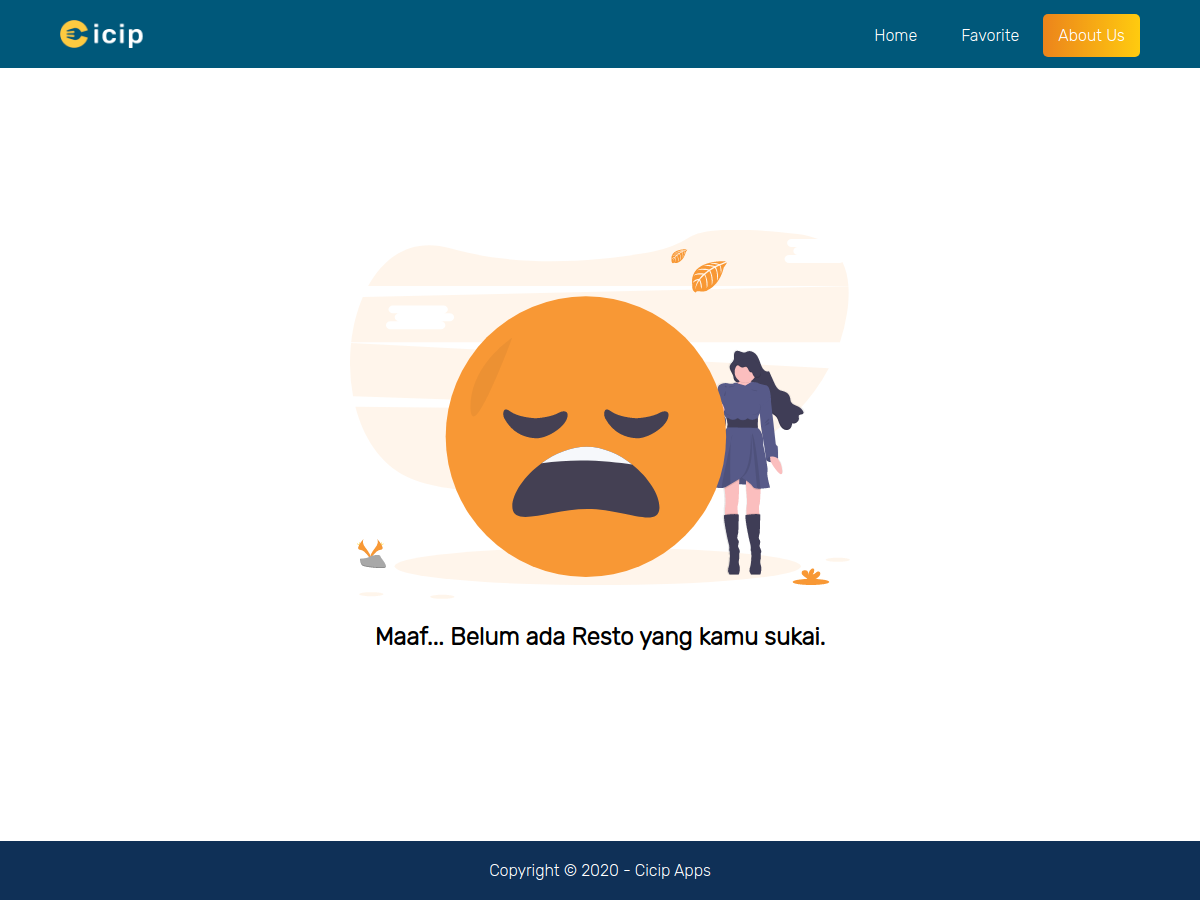 Cicip
Home
Favorite
About Us
Maaf... Belum ada Resto yang kamu sukai.
Copyright © 2020 - Cicip Apps